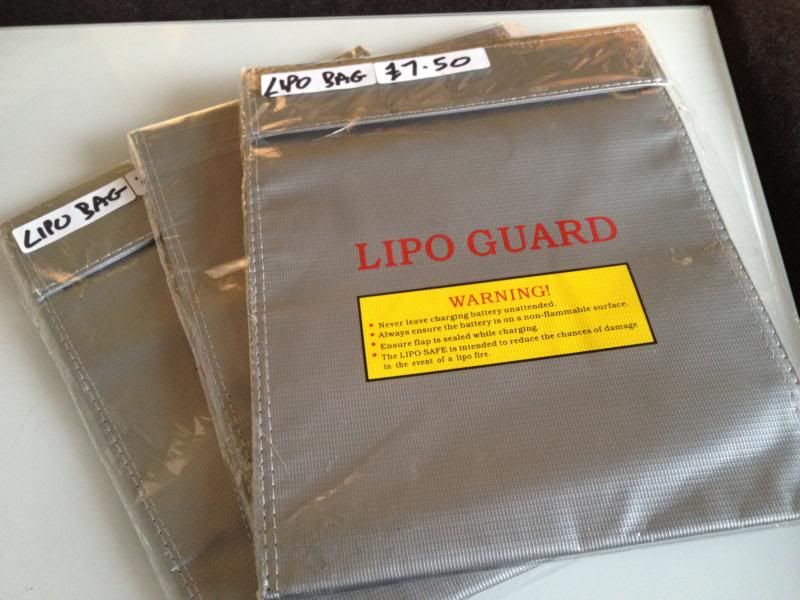 LIPO BAG £7.50
LIPO BAG
LIPO GUARD
WARNING!
* Never leave charging battery unattended.
* Always ensure the battery is on a non-flammable surface.
* Ensure flap is sealed while charging.
* The LIPO SAFE is intended to reduce the chances of damage
in the event of a lipo fire.